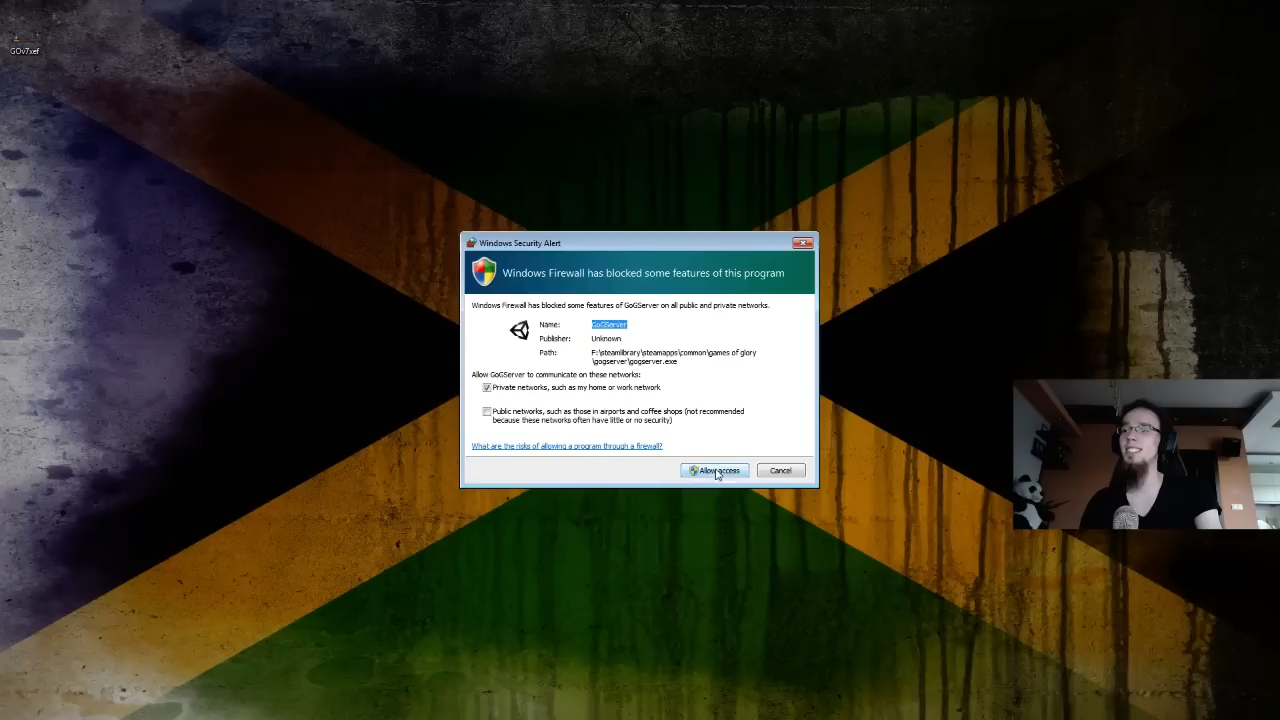 GOv7xef
Windows Security Alert
Windows Firewall has blocked some features of this program
Windows Firewall has blocked some features of GoGServer on all public and private networks.
Name: GoGServer
Publisher: Unknown
Path: F:\steamlibrary\steamapps\common\games of glory
\gogserver\gogserver.exe
Allow GoGServer to communicate on these networks:
Private networks, such as my home or work network
Public networks, such as those in airports and coffee shops (not recommended
because these networks often have little or no security)
What are the risks of allowing a program through a firewall?
Allow access Cancel